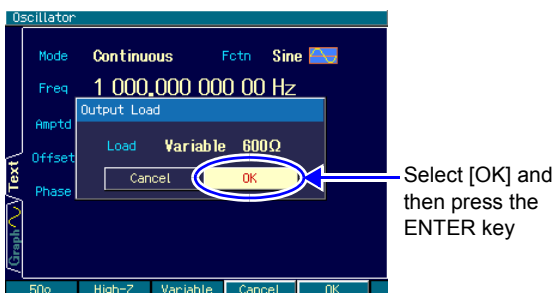 Oscillator
Mode Continuous Fctn Sine
Freq 1 000.000 000 00 Hz
Output Load
Amptd
Load Variable 600Ω
Offset
Cancel OK
Phase
Text
Graph
Select [OK] and
then press the
ENTER key
50Ω High-Z Variable Cancel OK